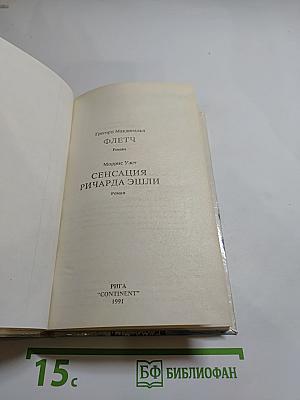 Грегори Макдональд
ФЛЕТЧ
Роман
Моррис Уэст
СЕНСАЦИЯ
РИЧАРДА ЭШЛИ
Роман
РИГА
"CONTINENT"
1991
15с
БФ БИБЛИОФАН